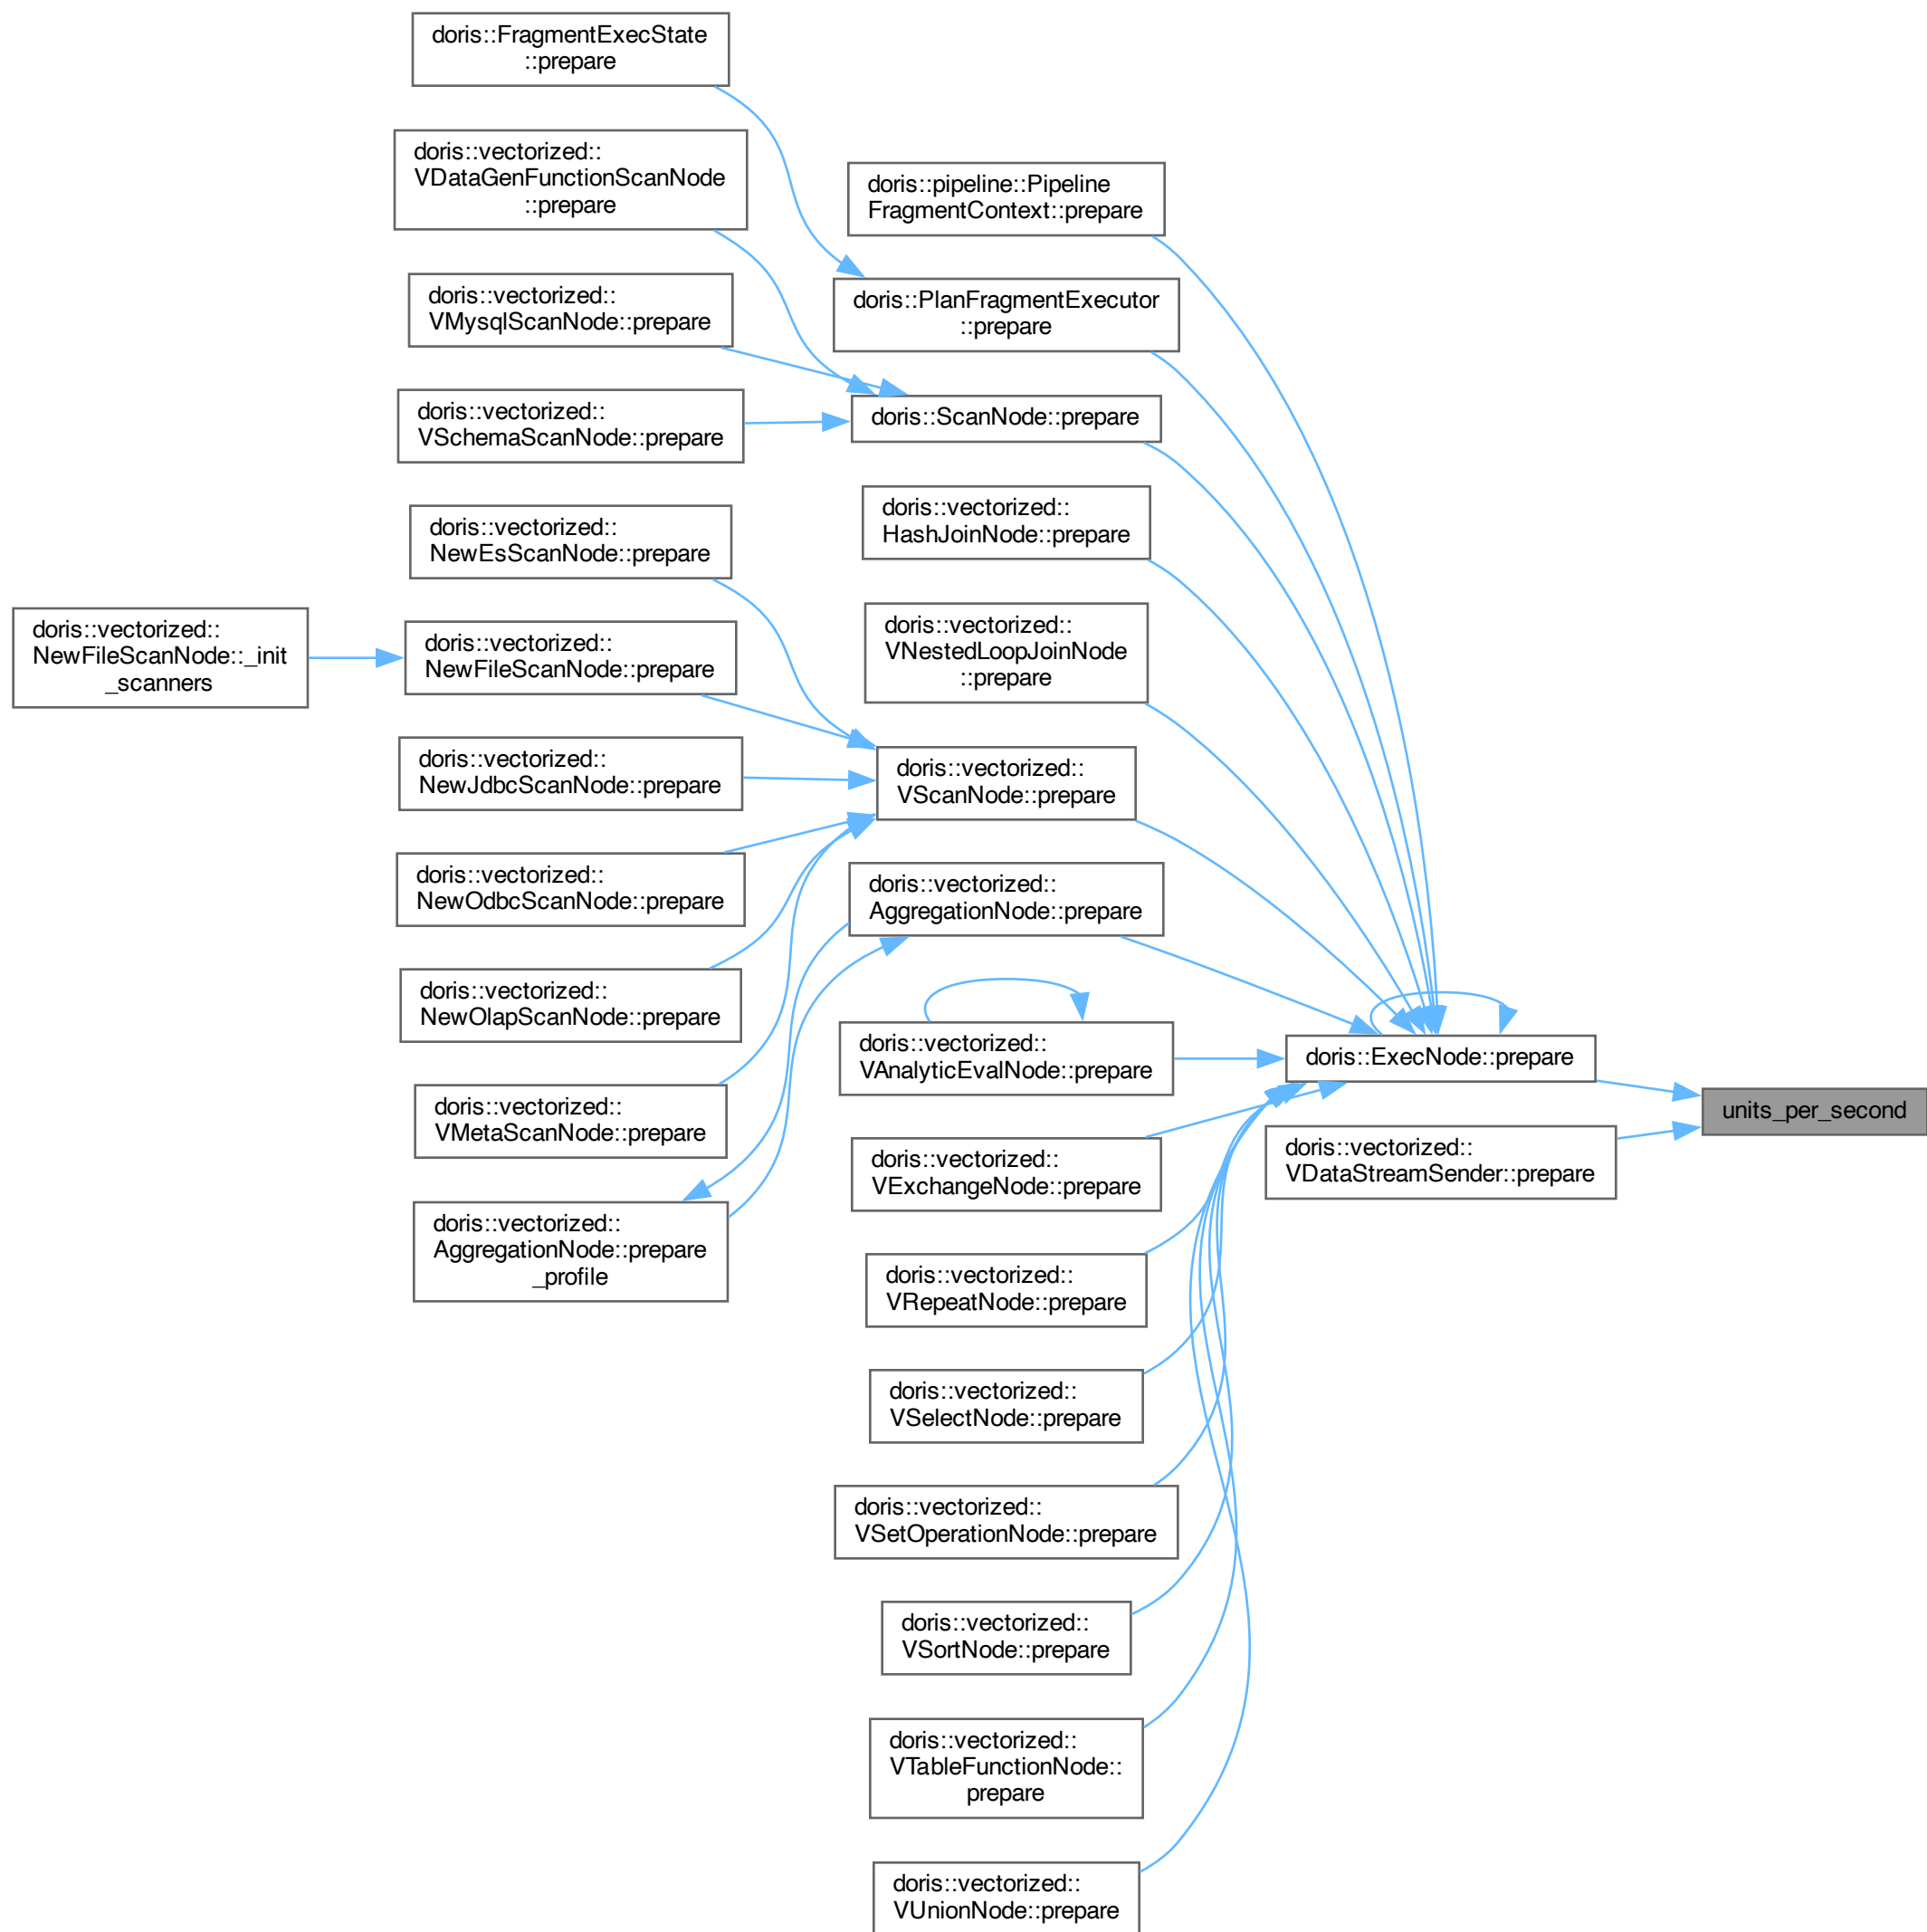 doris::FragmentExecState
::prepare
doris::vectorized::
VDataGenFunctionScanNode
::prepare
doris::vectorized::
VMysqlScanNode::prepare
doris::vectorized::
VSchemaScanNode::prepare
doris::vectorized::
NewEsScanNode::prepare
doris::vectorized::
NewFileScanNode::_init
_scanners
doris::vectorized::
NewFileScanNode::prepare
doris::vectorized::
NewJdbcScanNode::prepare
doris::vectorized::
NewOdbcScanNode::prepare
doris::vectorized::
NewOlapScanNode::prepare
doris::vectorized::
VMetaScanNode::prepare
doris::vectorized::
AggregationNode::prepare
_profile
doris::pipeline::Pipeline
FragmentContext::prepare
doris::PlanFragmentExecutor
::prepare
doris::ScanNode::prepare
doris::vectorized::
HashJoinNode::prepare
doris::vectorized::
VNestedLoopJoinNode
::prepare
doris::vectorized::
VScanNode::prepare
doris::vectorized::
AggregationNode::prepare
doris::vectorized::
VAnalyticEvalNode::prepare
doris::vectorized::
VExchangeNode::prepare
doris::vectorized::
VRepeatNode::prepare
doris::vectorized::
VSelectNode::prepare
doris::vectorized::
VSetOperationNode::prepare
doris::vectorized::
VSortNode::prepare
doris::vectorized::
VTableFunctionNode::
prepare
doris::vectorized::
VUnionNode::prepare
doris::ExecNode::prepare
doris::vectorized::
VDataStreamSender::prepare
units_per_second